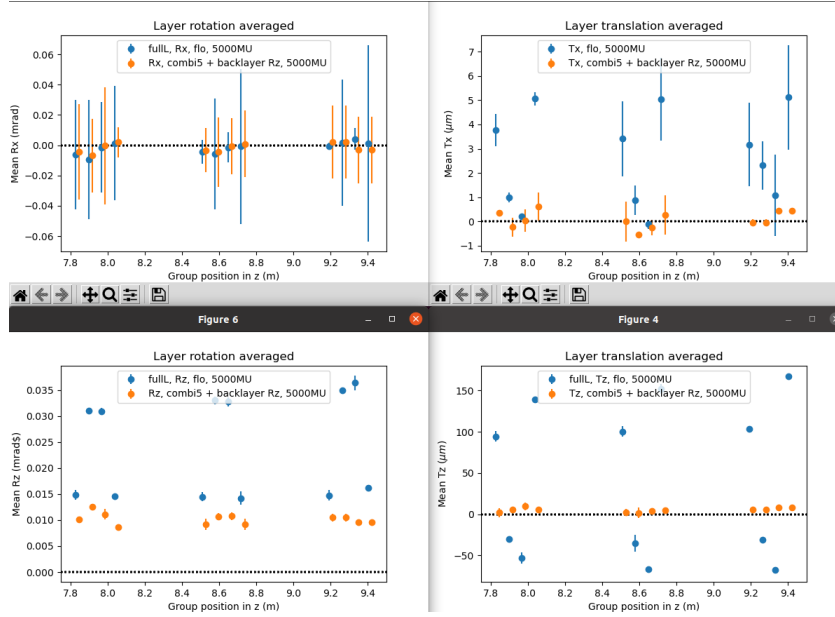 Layer rotation averaged
fullL, Rx, flo, 5000MU
Rx, combi5 + backlayer Rz, 5000MU
Mean Rx (mrad)
0.06
0.04
0.02
0.00
−0.02
−0.04
−0.06
7.8 8.0 8.2 8.4 8.6 8.8 9.0 9.2 9.4
Group position in z (m)
Layer translation averaged
Tx, flo, 5000MU
Tx, combi5 + backlayer Rz, 5000MU
Mean Tx (μm)
7
6
5
4
3
2
1
0
−1
7.8 8.0 8.2 8.4 8.6 8.8 9.0 9.2 9.4
Group position in z (m)
Figure 6
Figure 4
Layer rotation averaged
fullL, Rz, flo, 5000MU
Rz, combi5 + backlayer Rz, 5000MU
Mean Rz (mrad$)
0.035
0.030
0.025
0.020
0.015
0.010
0.005
0.000
7.8 8.0 8.2 8.4 8.6 8.8 9.0 9.2 9.4
Group position in z (m)
Layer translation averaged
fullL, Tz, flo, 5000MU
Tz, combi5 + backlayer Rz, 5000MU
Mean Tz (μm)
150
100
50
0
−50
7.8 8.0 8.2 8.4 8.6 8.8 9.0 9.2 9.4
Group position in z (m)